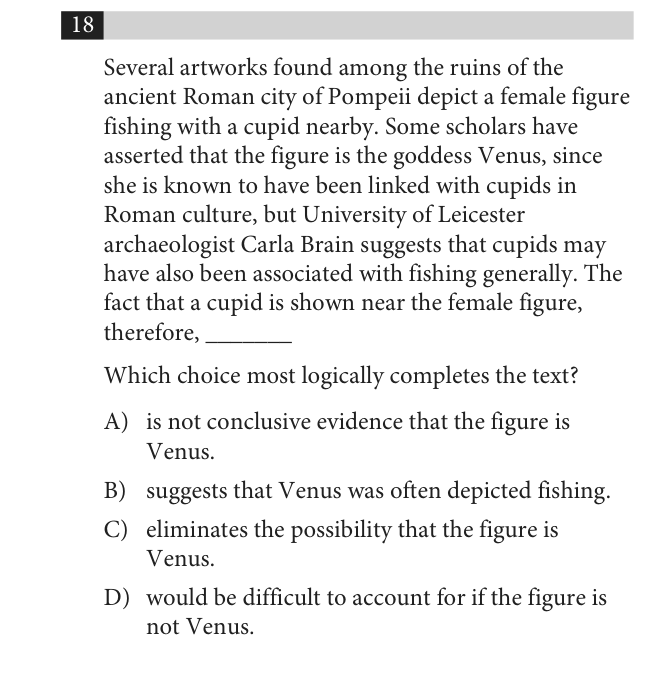 18
Several artworks found among the ruins of the
ancient Roman city of Pompeii depict a female figure
fishing with a cupid nearby. Some scholars have
asserted that the figure is the goddess Venus, since
she is known to have been linked with cupids in
Roman culture, but University of Leicester
archaeologist Carla Brain suggests that cupids may
have also been associated with fishing generally. The
fact that a cupid is shown near the female figure,
therefore, _______
Which choice most logically completes the text?
A) is not conclusive evidence that the figure is
Venus.
B) suggests that Venus was often depicted fishing.
C) eliminates the possibility that the figure is
Venus.
D) would be difficult to account for if the figure is
not Venus.